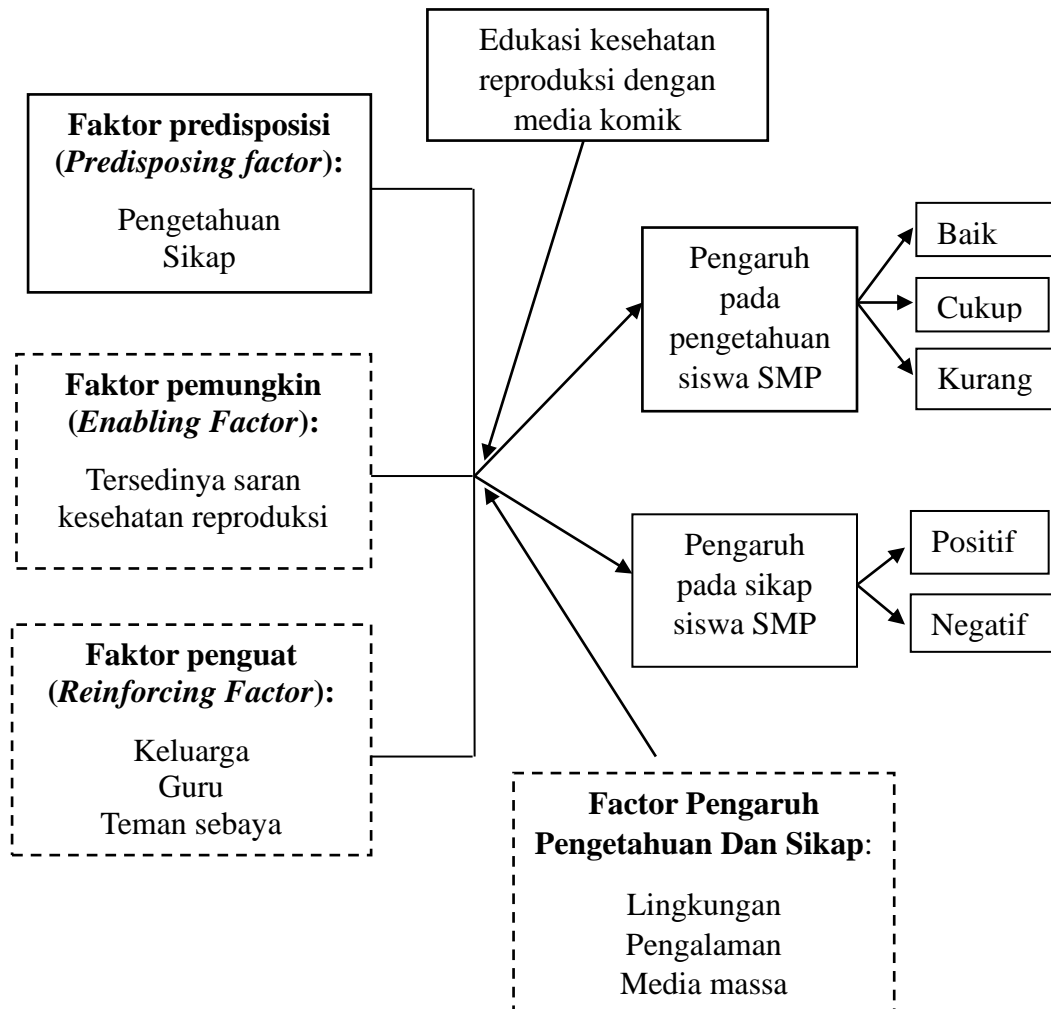 Edukasi kesehatan
reproduksi dengan
media komik
Faktor predisposisi
(Predisposing factor):
Pengetahuan
Sikap
Faktor pemungkin
(Enabling Factor):
Tersedinya saran
kesehatan reproduksi
Faktor penguat
(Reinforcing Factor):
Keluarga
Guru
Teman sebaya
Pengaruh
pada
pengetahuan
siswa SMP
Baik
Cukup
Kurang
Pengaruh
pada sikap
siswa SMP
Positif
Negatif
Factor Pengaruh
Pengetahuan Dan Sikap:
Lingkungan
Pengalaman
Media massa